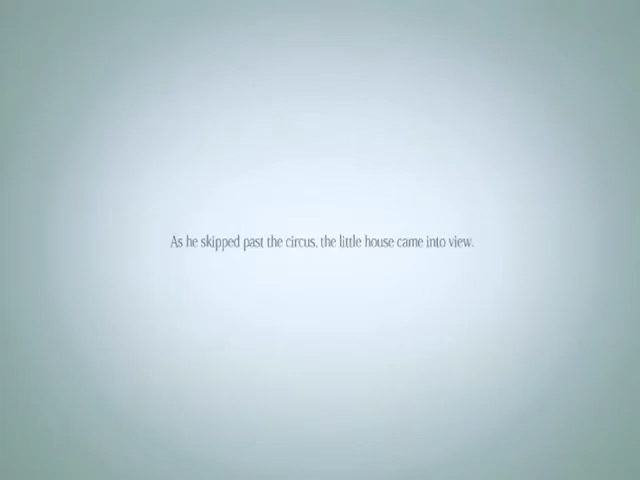 As he skipped past the circus, the little house came into view.